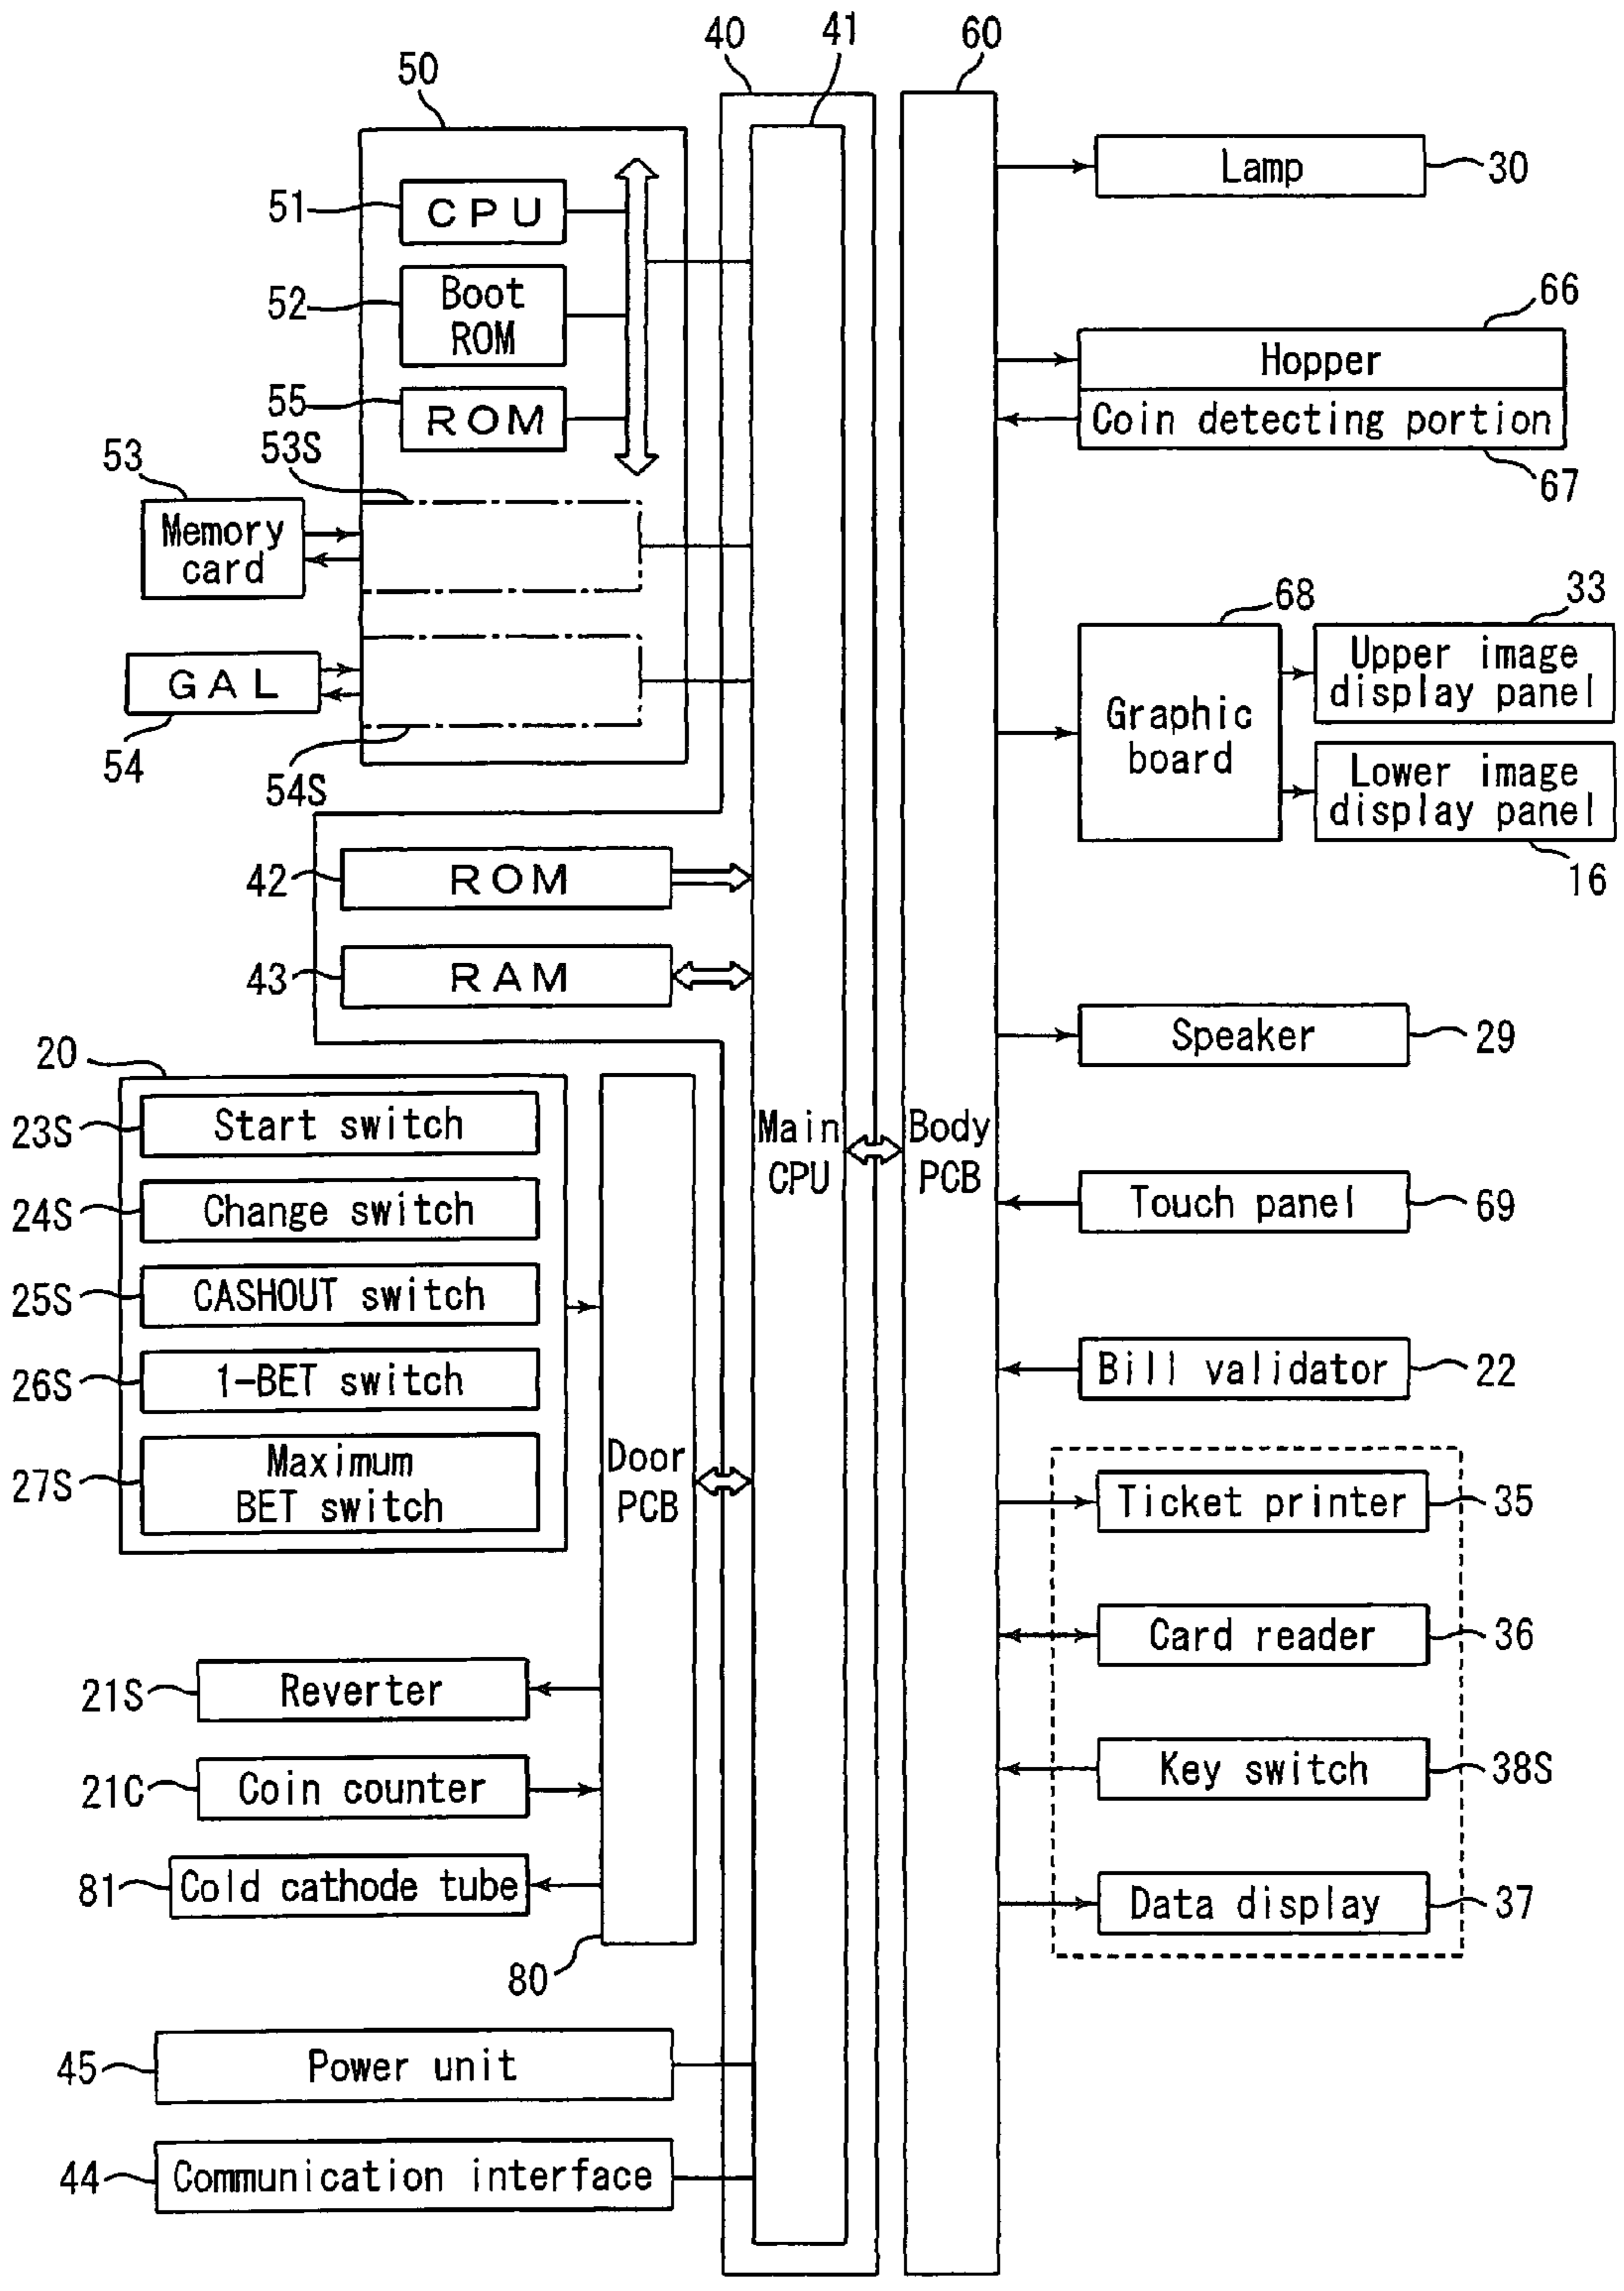 40
41
60
50
51
CPU
52
Boot
ROM
55
ROM
53S
53
Memory
card
GAL
54
54S
42
ROM
43
RAM
20
23S
Start switch
24S
Change switch
25S
CASHOUT switch
26S
1-BET switch
27S
Maximum
BET switch
Door
PCB
21S
Reverter
21C
Coin counter
81
Cold cathode tube
80
45
Power unit
44
Communication interface
Main
CPU
Body
PCB
Lamp
30
66
Hopper
Coin detecting portion
67
68
Graphic
board
33
Upper image
display panel
Lower image
display panel
16
Speaker
29
Touch panel
69
Bill validator
22
Ticket printer
35
Card reader
36
Key switch
38S
Data display
37